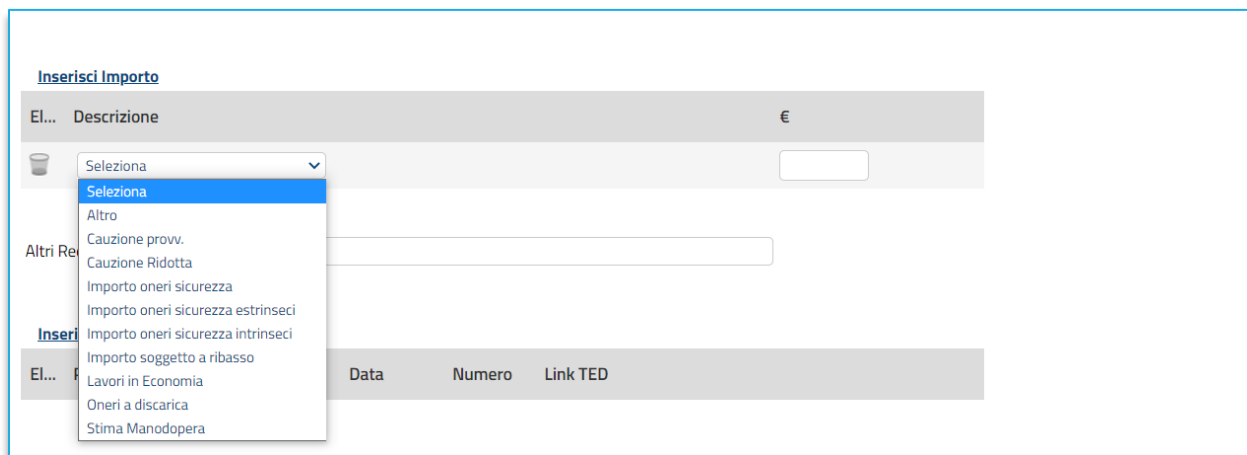 Inserisci Importo
El... Descrizione €
Seleziona
Seleziona
Altro
Cauzione provv.
Cauzione Ridotta
Importo oneri sicurezza
Importo oneri sicurezza estrinseci
Importo oneri sicurezza intrinseci
Importo soggetto a ribasso
Lavori in Economia
Oneri a discarica
Stima Manodopera
Altri Re
Inseri
El... Data Numero Link TED